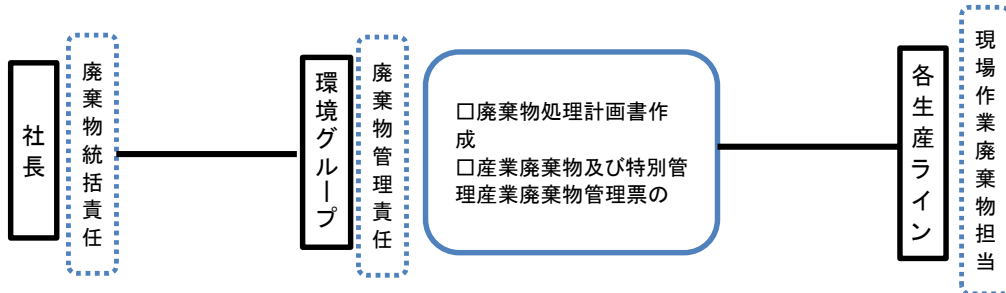 社長
廃棄物統括責任
環境グループ
廃棄物管理責任
□廃棄物処理計画書作
成
□産業廃棄物及び特別管
理産業廃棄物管理票の
各生産ライン
現場作業廃棄物担当